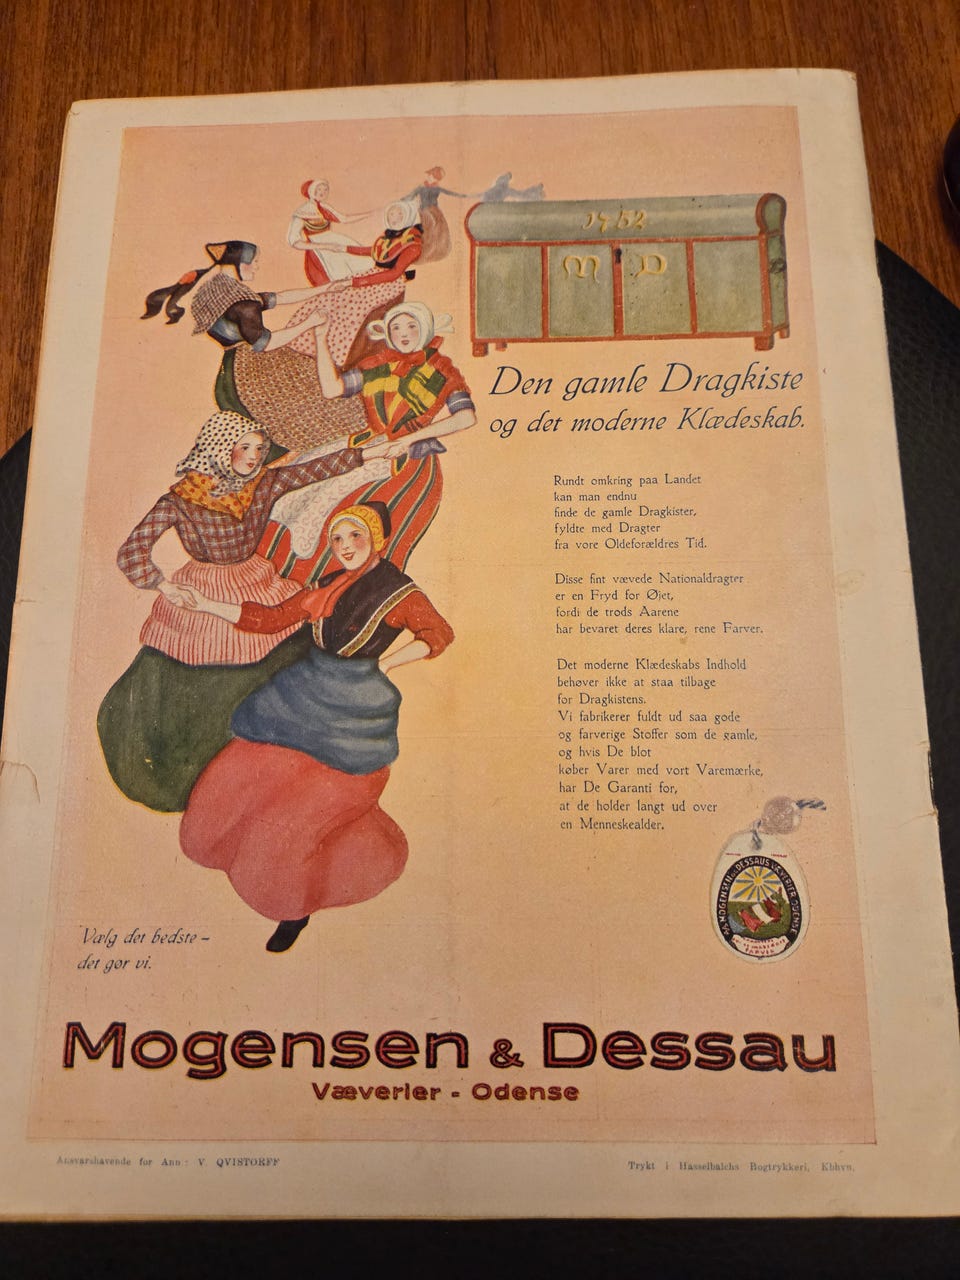 1752
M D
Den gamle Dragkiste
og det moderne Klædeskab.
Rundt omkring paa Landet
kan man endnu
finde de gamle Dragkister,
fyldte med Dragter
fra vore Oldeforældres Tid.
Disse fint vævede Nationaldragter
er en Fryd for Øjet,
fordi de trods Aarene
har bevaret deres klare, rene Farver.
Det moderne Klædeskabs Indhold
behøver ikke at staa tilbage
for Dragkistens.
Vi fabrikerer fuldt ud saa gode
og farverige Stoffer som de gamle,
og hvis De blot
køber Varer med vort Varemærke,
har De Garanti for,
at de holder langt ud over
en Menneskealder.
MOGENSEN & DESSAUS VÆVERIER ODENSE
Vælg det bedste –
det gør vi.
Mogensen & Dessau
Væverier - Odense
Ansvarshavende for Ann : V QVISTORFF
Trykt i Hasselbalchs Bogtrykkeri, Kbhvn.